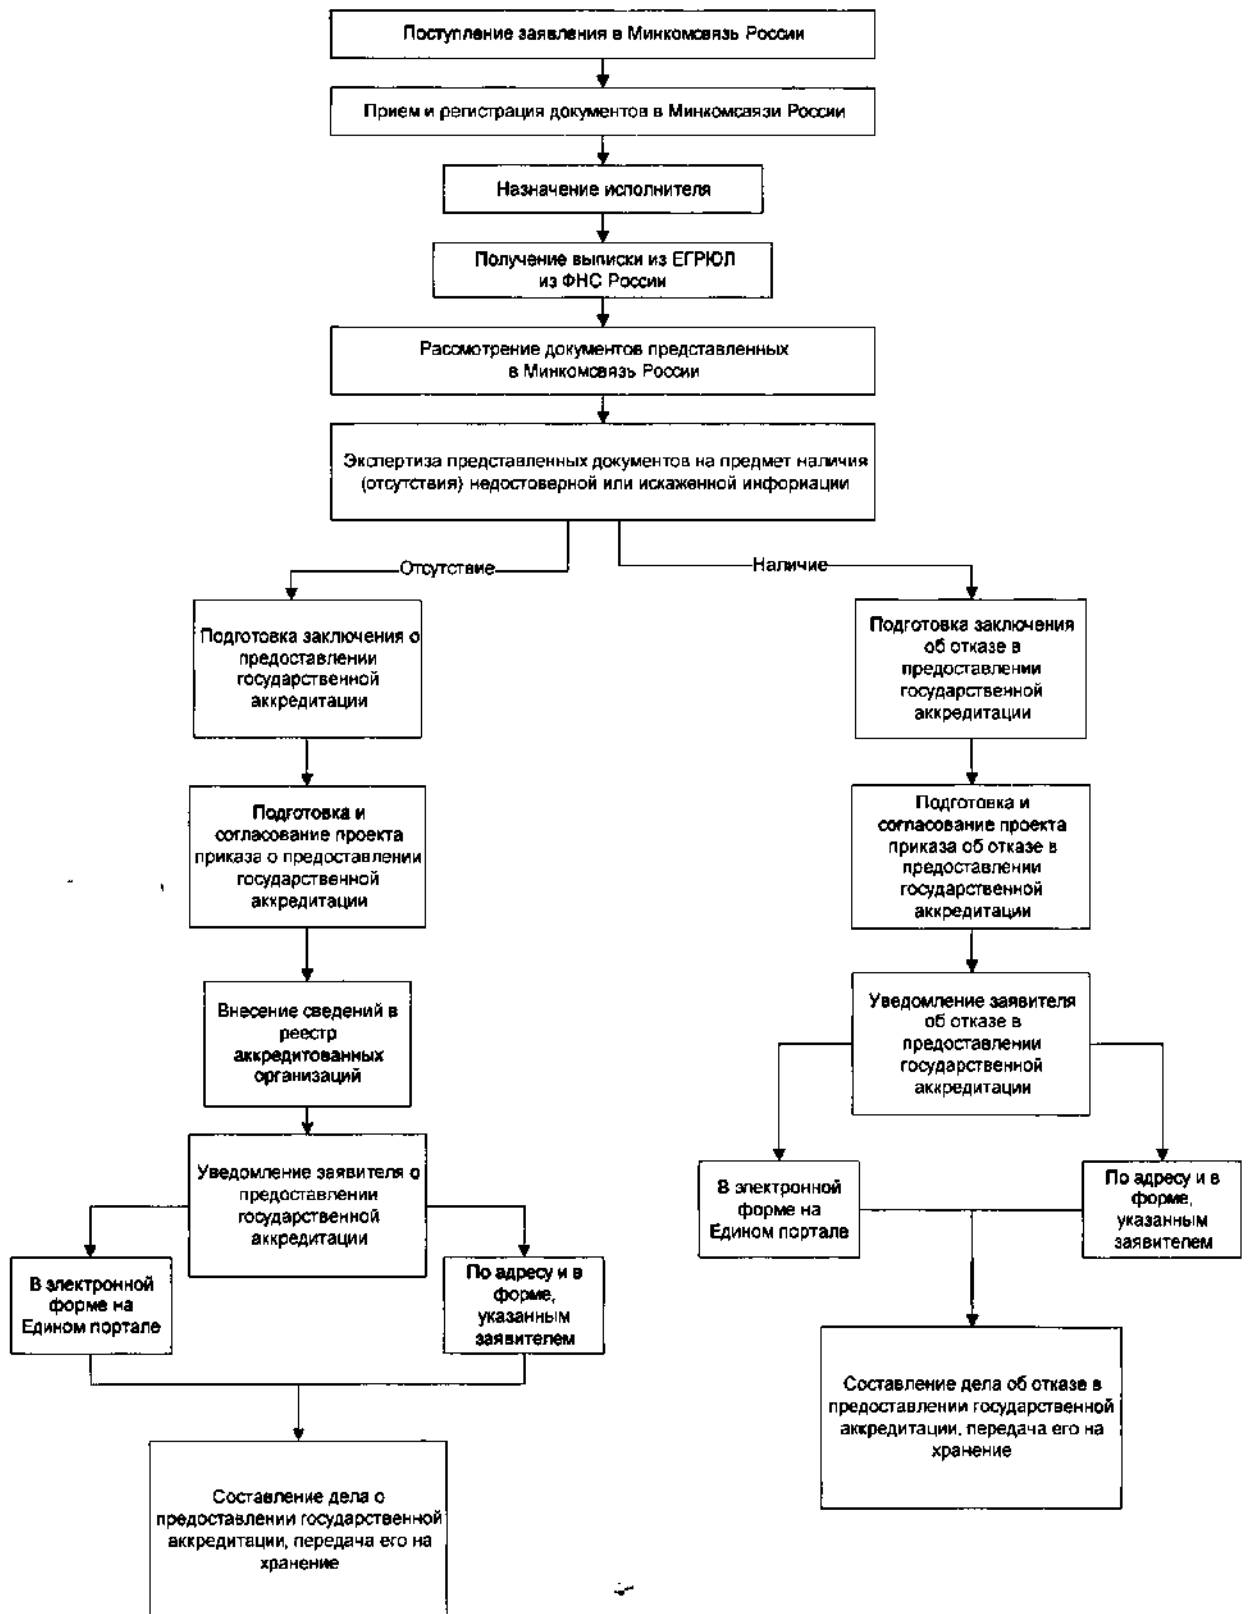 Поступление заявления в Минкомсвязь России
Прием и регистрация документов в Минкомсвязи России
Назначение исполнителя
Получение выписки из ЕГРЮЛ
из ФНС России
Рассмотрение документов представленных
в Минкомсвязь России
Экспертиза представленных документов на предмет наличия
(отсутствия) недостоверной или искаженной информации
Отсутствие
Наличие
Подготовка заключения о
предоставлении
государственной
аккредитации
Подготовка заключения
об отказе в
предоставлении
государственной
аккредитации
Подготовка и
согласование проекта
приказа о предоставлении
государственной
аккредитации
Подготовка и
согласование проекта
приказа об отказе в
предоставлении
государственной
аккредитации
Внесение сведений в
реестр
аккредитованных
организаций
Уведомление заявителя
об отказе в
предоставлении
государственной
аккредитации
Уведомление заявителя о
предоставлении
государственной
аккредитации
В электронной
форме на
Едином портале
По адресу и в
форме,
указанным
заявителем
В электронной
форме на
Едином портале
По адресу и в
форме,
указанным
заявителем
Составление дела об отказе в
предоставлении государственной
аккредитации, передача его на
хранение
Составление дела о
предоставлении государственной
аккредитации, передача его на
хранение